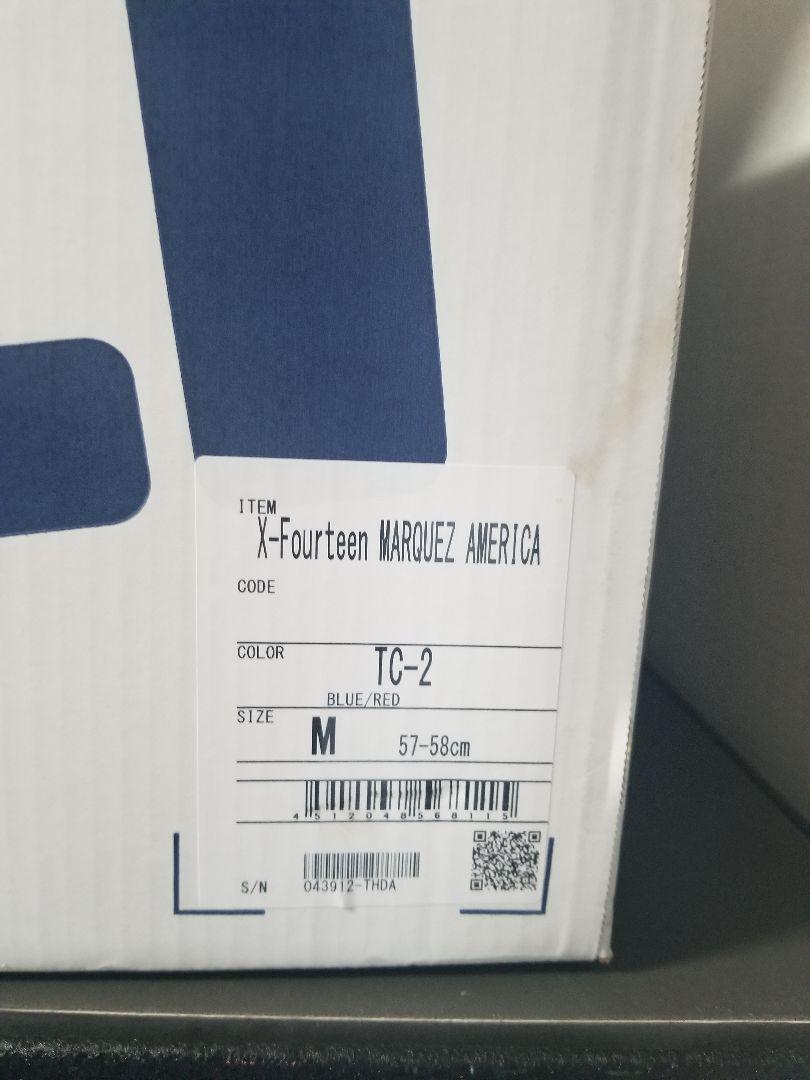 ITEM
X-Fourteen MARQUEZ AMERICA
CODE
COLOR
TC-2
BLUE/RED
SIZE
M 57-58cm
4 512048 568115
S/N 043912-THDA